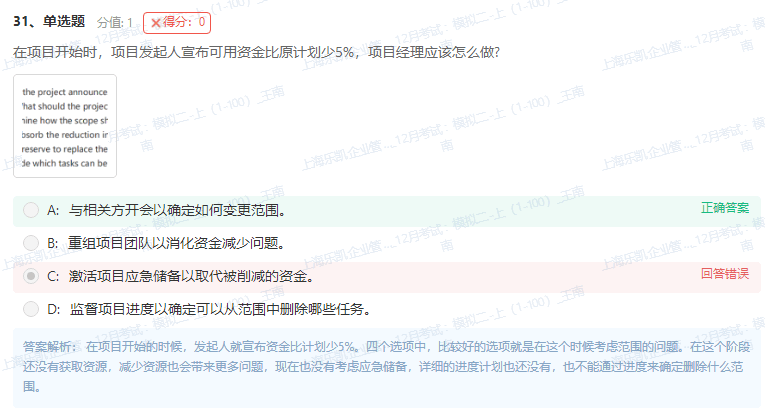 31、单选题 分值: 1 ✖得分：0
在项目开始时，项目发起人宣布可用资金比原计划少5%，项目经理应该怎么做?
the project announce
hat should the projec
nine how the scope sh
bsorb the reduction ir
reserve to replace the
de which tasks can be
A: 与相关方开会以确定如何变更范围。 正确答案
B: 重组项目团队以消化资金减少问题。
C: 激活项目应急储备以取代被削减的资金。 回答错误
D: 监督项目进度以确定可以从范围中删除哪些任务。
答案解析： 在项目开始的时候，发起人就宣布资金比计划少5%。四个选项中，比较好的选项就是在这个时候考虑范围的问题。在这个阶段
还没有获取资源，减少资源也会带来更多问题，现在也没有考虑应急储备，详细的进度计划也还没有，也不能通过进度来确定删除什么范
围。
上海乐凯企业管..._12月考试：模拟二-上（1-100）_王南